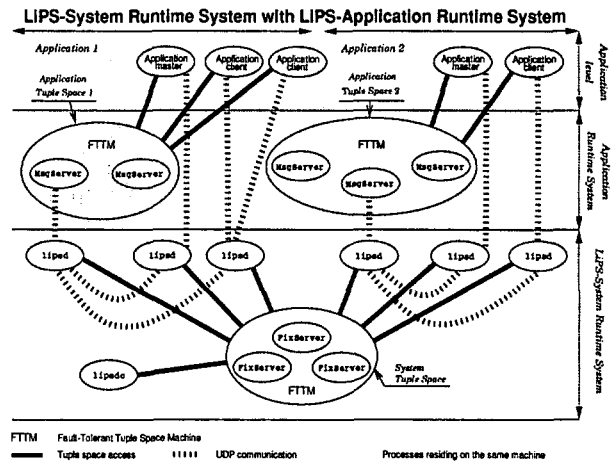 LiPS-System Runtime System with LiPS-Application Runtime System
Application 1
Application 2
Application master
Application client
Application client
Application master
Application client
Application level
Application
Tuple Space 1
Application
Tuple Space 2
FTTM
MsgServer
MsgServer
FTTM
MsgServer
MsgServer
MsgServer
Application
Runtime System
lipsd
lipsd
lipsd
lipsd
lipsd
lipsd
LiPS-System Runtime System
FixServer
FixServer
FixServer
FTTM
lipsdc
System
Tuple Space
FTTM Fault-Tolerant Tuple Space Machine
Tuple space access
UDP communication
Processes residing on the same machine